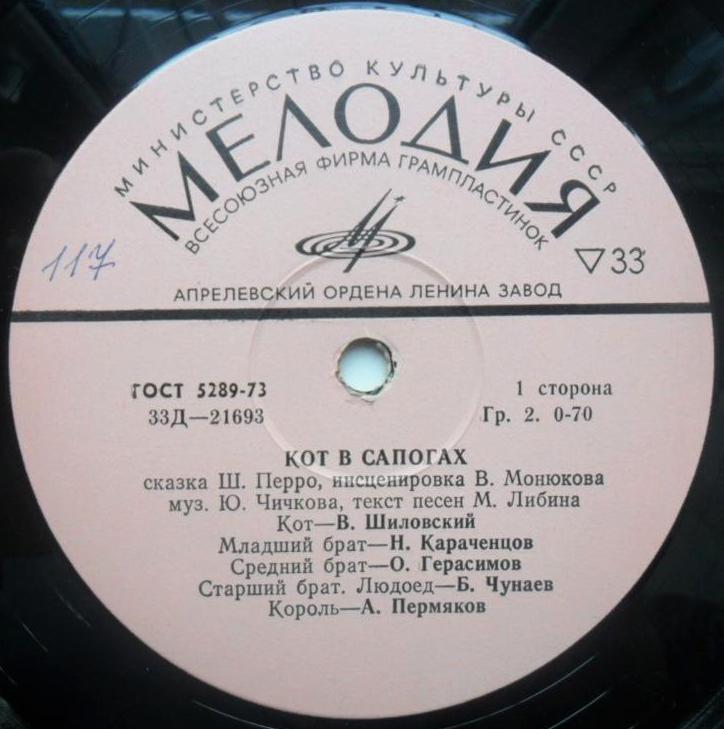 МИНИСТЕРСТВО КУЛЬТУРЫ СССР
МЕЛОДИЯ
ВСЕСОЮЗНАЯ ФИРМА ГРАМПЛАСТИНОК
117
▽33
АПРЕЛЕВСКИЙ ОРДЕНА ЛЕНИНА ЗАВОД
ГОСТ 5289-73
1 сторона
33Д—21693
Гр. 2. 0-70
КОТ В САПОГАХ
сказка Ш. Перро, инсценировка В. Монюкова
муз. Ю. Чичкова, текст песен М. Либина
Кот—В. Шиловский
Младший брат—Н. Караченцов
Средний брат—О. Герасимов
Старший брат. Людоед—Б. Чунаев
Король—А. Пермяков